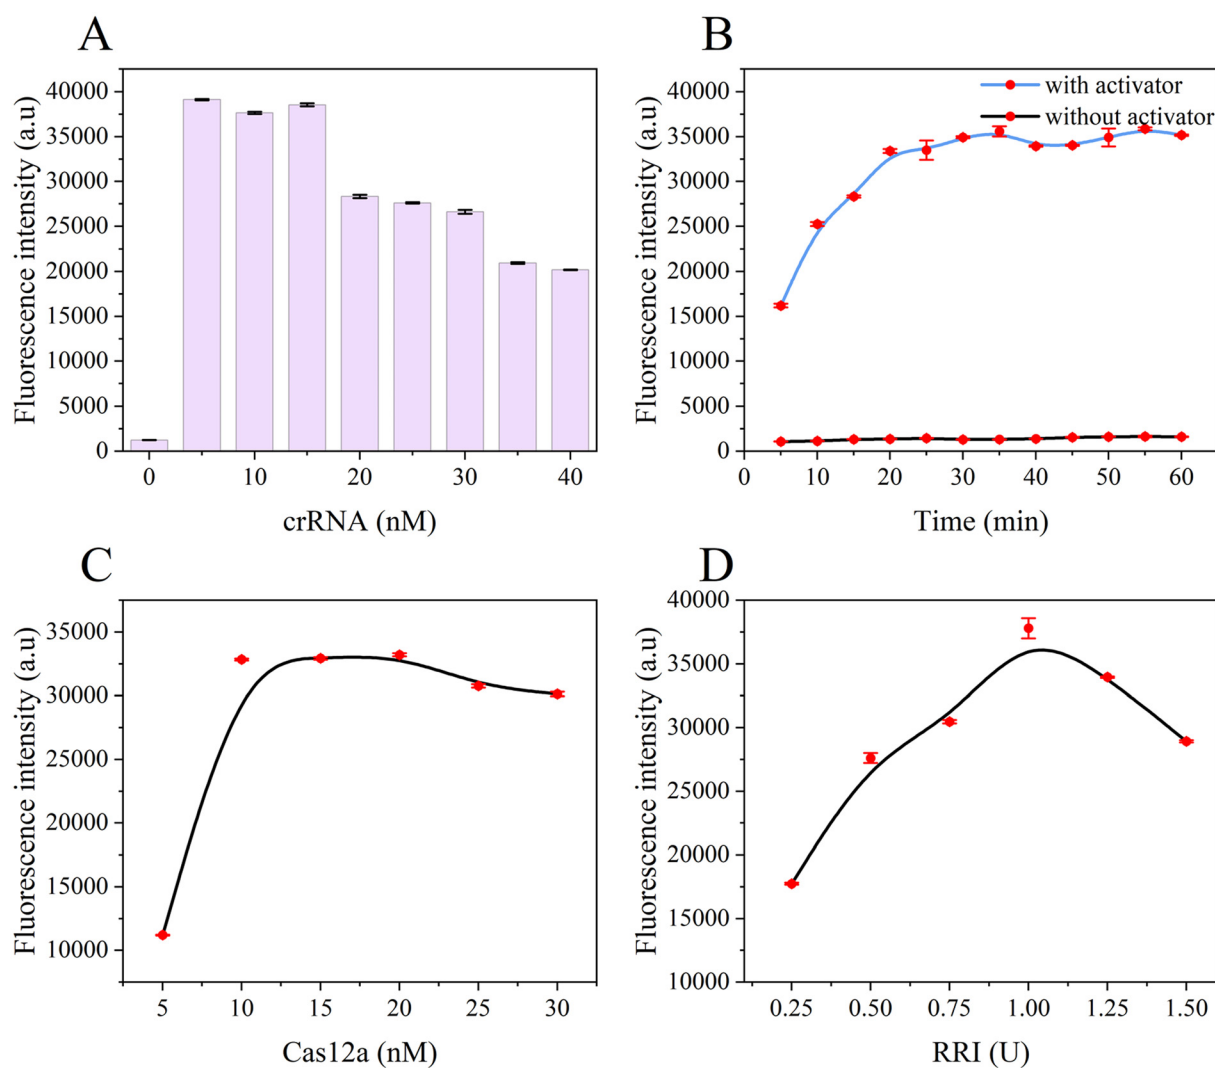 A
Fluorescence intensity (a.u)
40000
35000
30000
25000
20000
15000
10000
5000
0
0 10 20 30 40
crRNA (nM)
B
Fluorescence intensity (a.u)
with activator
without activator
40000
35000
30000
25000
20000
15000
10000
5000
0
0 10 20 30 40 50 60
Time (min)
C
Fluorescence intensity (a.u)
35000
30000
25000
20000
15000
10000
5 10 15 20 25 30
Cas12a (nM)
D
Fluorescence intensity (a.u)
40000
35000
30000
25000
20000
15000
10000
0.25 0.50 0.75 1.00 1.25 1.50
RRI (U)